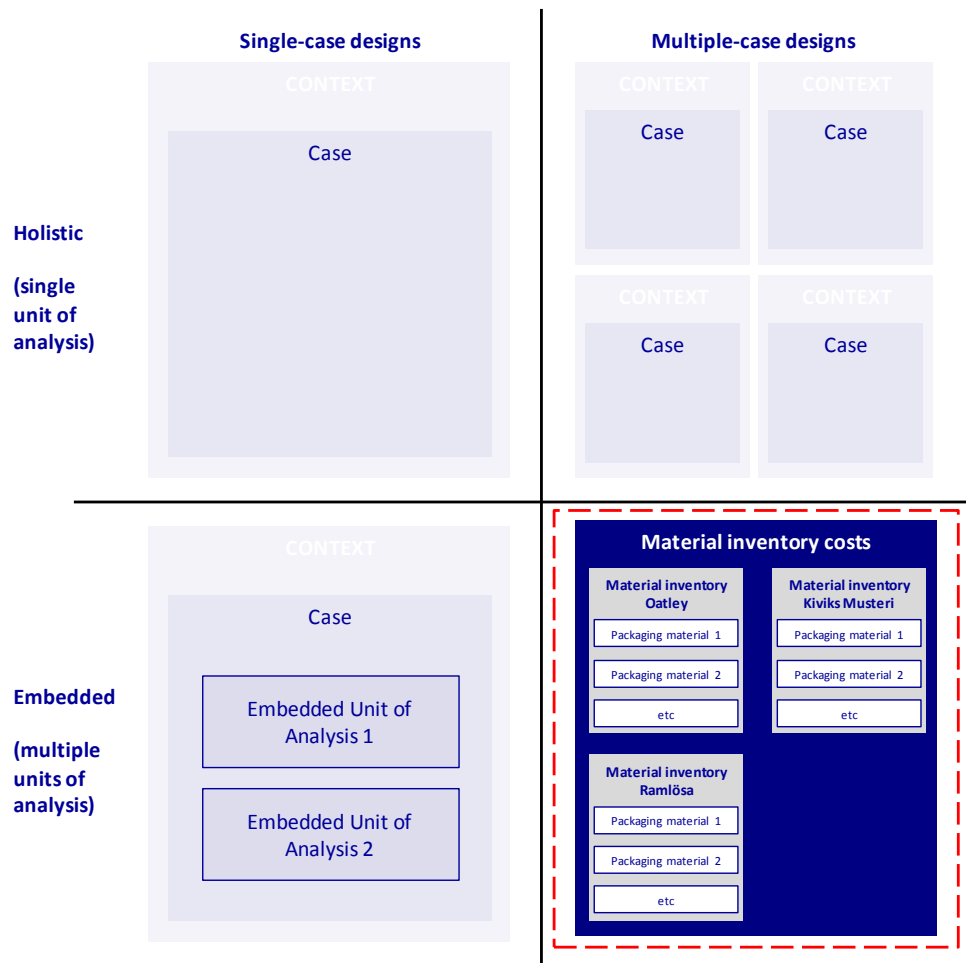 Single-case designs
Multiple-case designs
CONTEXT
Case
CONTEXT
Case
CONTEXT
Case
CONTEXT
Case
CONTEXT
Case
Holistic
(single
unit of
analysis)
CONTEXT
Case
Embedded Unit of
Analysis 1
Embedded Unit of
Analysis 2
Embedded
(multiple
units of
analysis)
Material inventory costs
Material inventory
Oatley
Packaging material 1
Packaging material 2
etc
Material inventory
Kiviks Musteri
Packaging material 1
Packaging material 2
etc
Material inventory
Ramlösa
Packaging material 1
Packaging material 2
etc